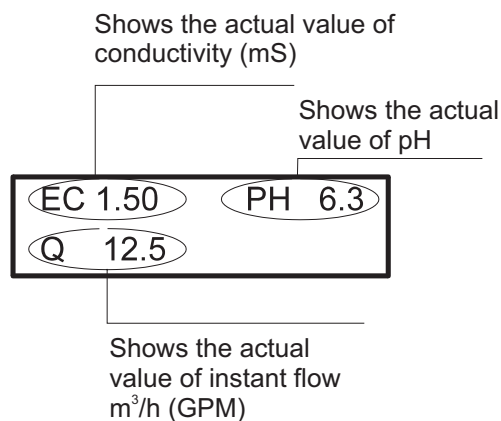 Shows the actual value of
conductivity (mS)
Shows the actual
value of pH
EC 1.50 PH 6.3
Q 12.5
Shows the actual
value of instant flow
m³/h (GPM)